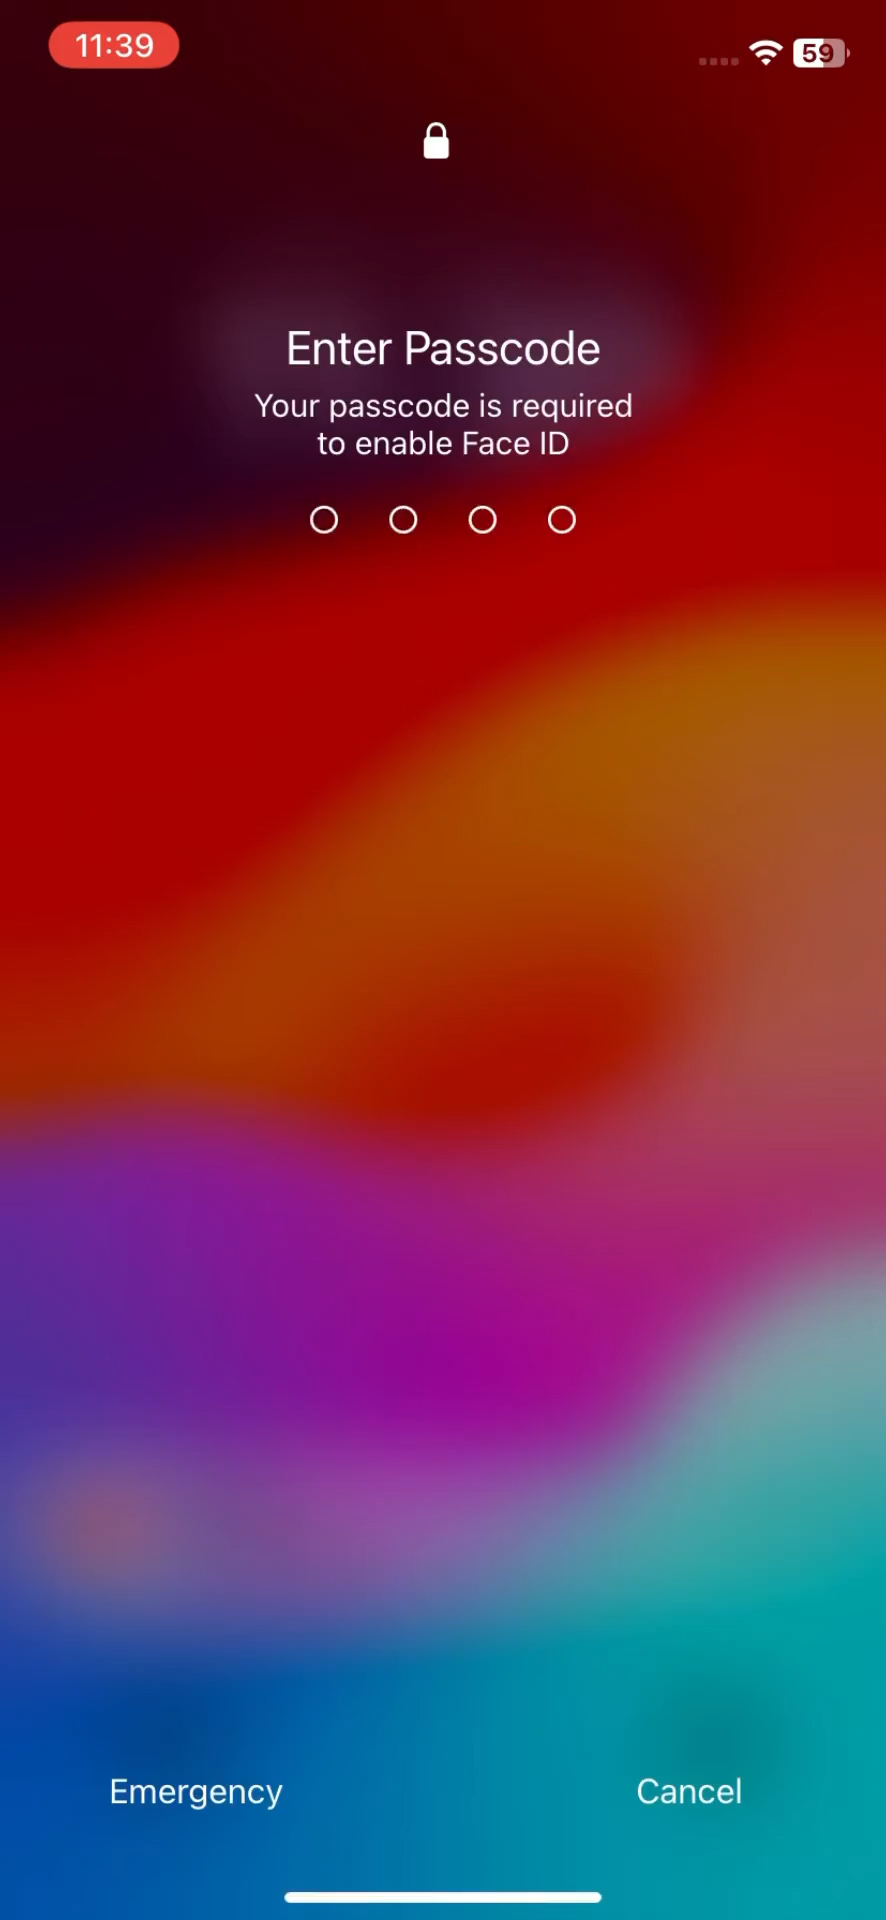 11:39
59
Enter Passcode
Your passcode is required
to enable Face ID
Emergency
Cancel